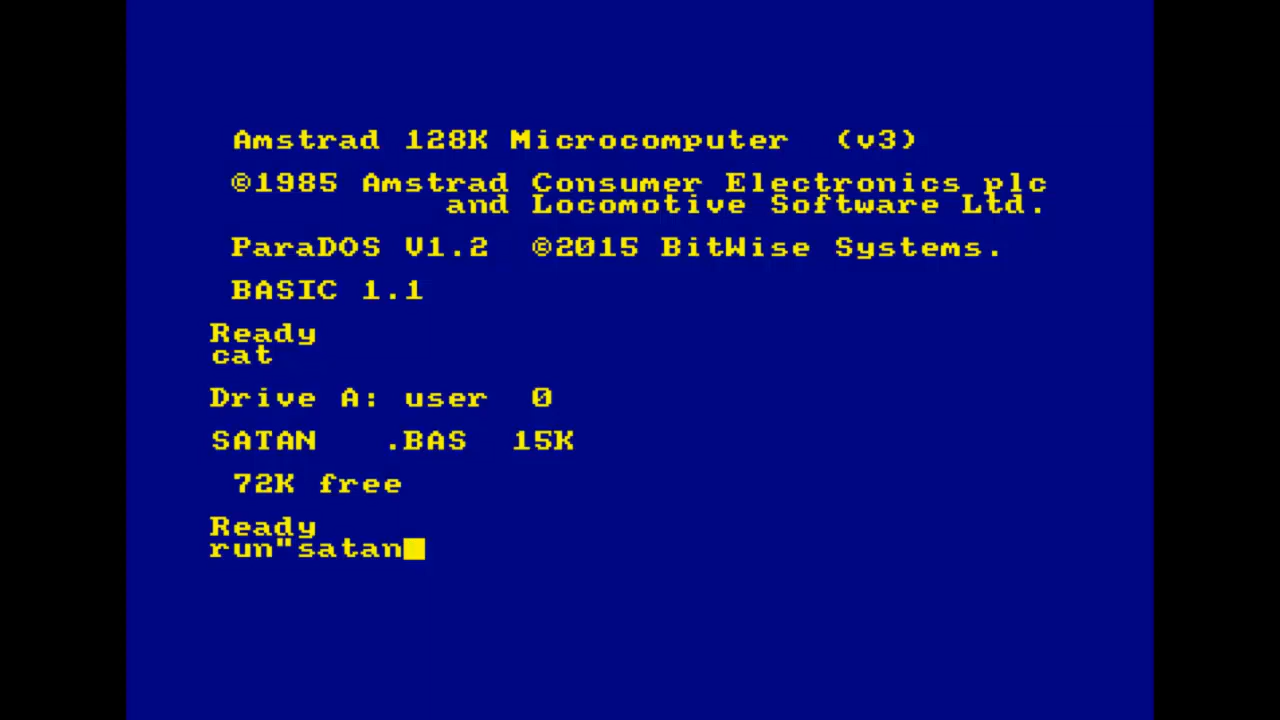 Amstrad 128K Microcomputer  (v3)
©1985 Amstrad Consumer Electronics plc
and Locomotive Software Ltd.
ParaDOS V1.2  ©2015 BitWise Systems.
BASIC 1.1
Ready
cat
Drive A: user  0
SATAN   .BAS  15K
72K free
Ready
run"satan